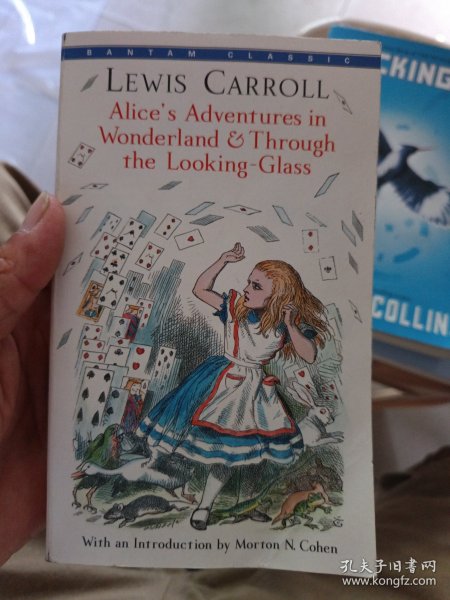 BANTAM CLASSIC
LEWIS CARROLL
Alice's Adventures in
Wonderland & Through
the Looking-Glass
With an Introduction by Morton N. Cohen
CKING
COLLIN
孔夫子旧书网
www.kongfz.com